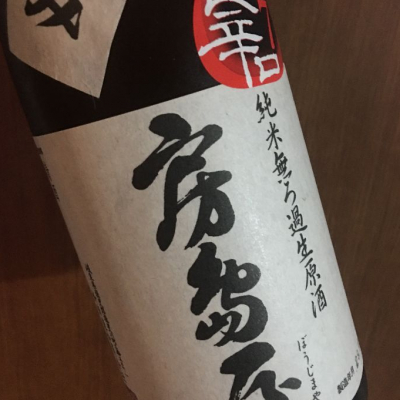 辛口
純米無ろ過生原酒
房島屋
ぼうじまや